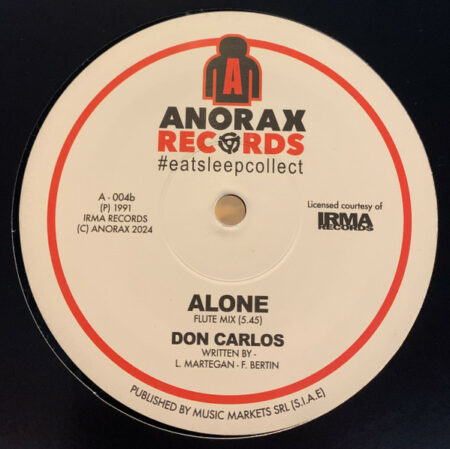 A
ANORAX
RECORDS
#eatsleepcollect
A - 004b
(P) 1991
IRMA RECORDS
(C) ANORAX 2024
Licensed courtesy of
IRMA
RECORDS
ALONE
FLUTE MIX (5.45)
DON CARLOS
WRITTEN BY -
L. MARTEGAN - F. BERTIN
PUBLISHED BY MUSIC MARKETS SRL (S.I.A.E)